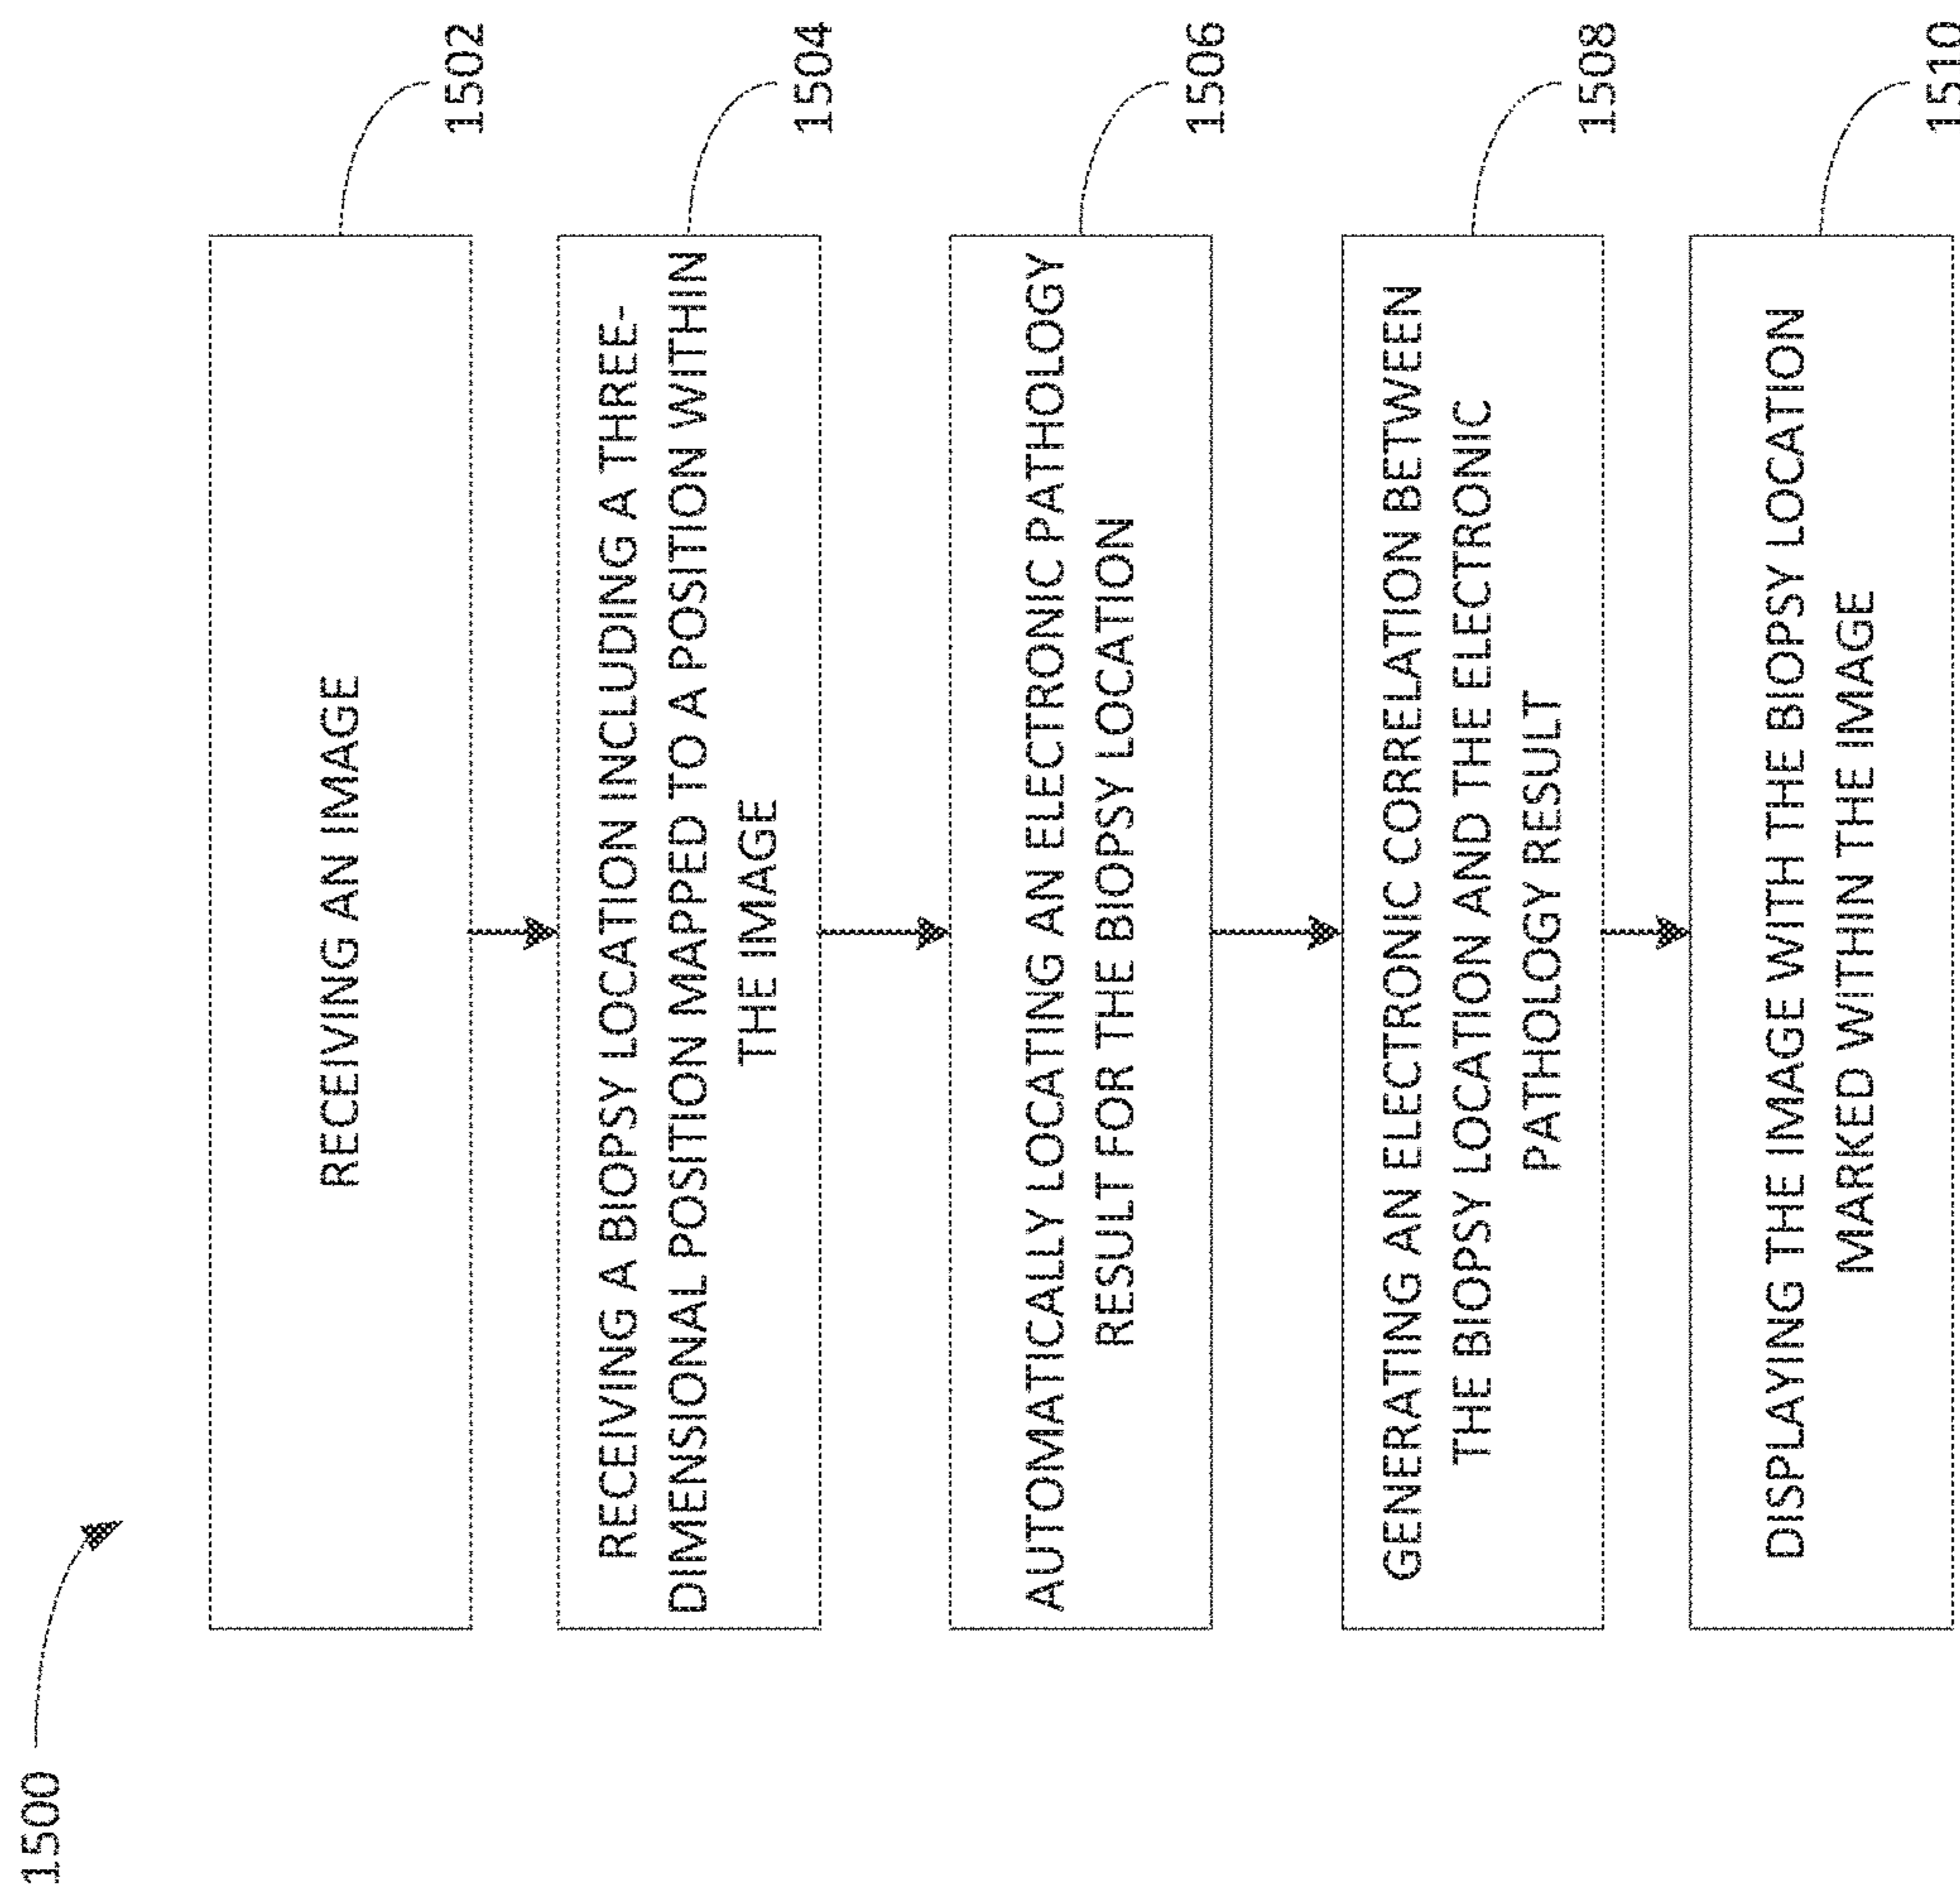 1500
RECEIVING AN IMAGE
1502
RECEIVING A BIOPSY LOCATION INCLUDING A THREE-
DIMENSIONAL POSITION MAPPED TO A POSITION WITHIN
THE IMAGE
1504
AUTOMATICALLY LOCATING AN ELECTRONIC PATHOLOGY
RESULT FOR THE BIOPSY LOCATION
1506
GENERATING AN ELECTRONIC CORRELATION BETWEEN
THE BIOPSY LOCATION AND THE ELECTRONIC
PATHOLOGY RESULT
1508
DISPLAYING THE IMAGE WITH THE BIOPSY LOCATION
MARKED WITHIN THE IMAGE
1510